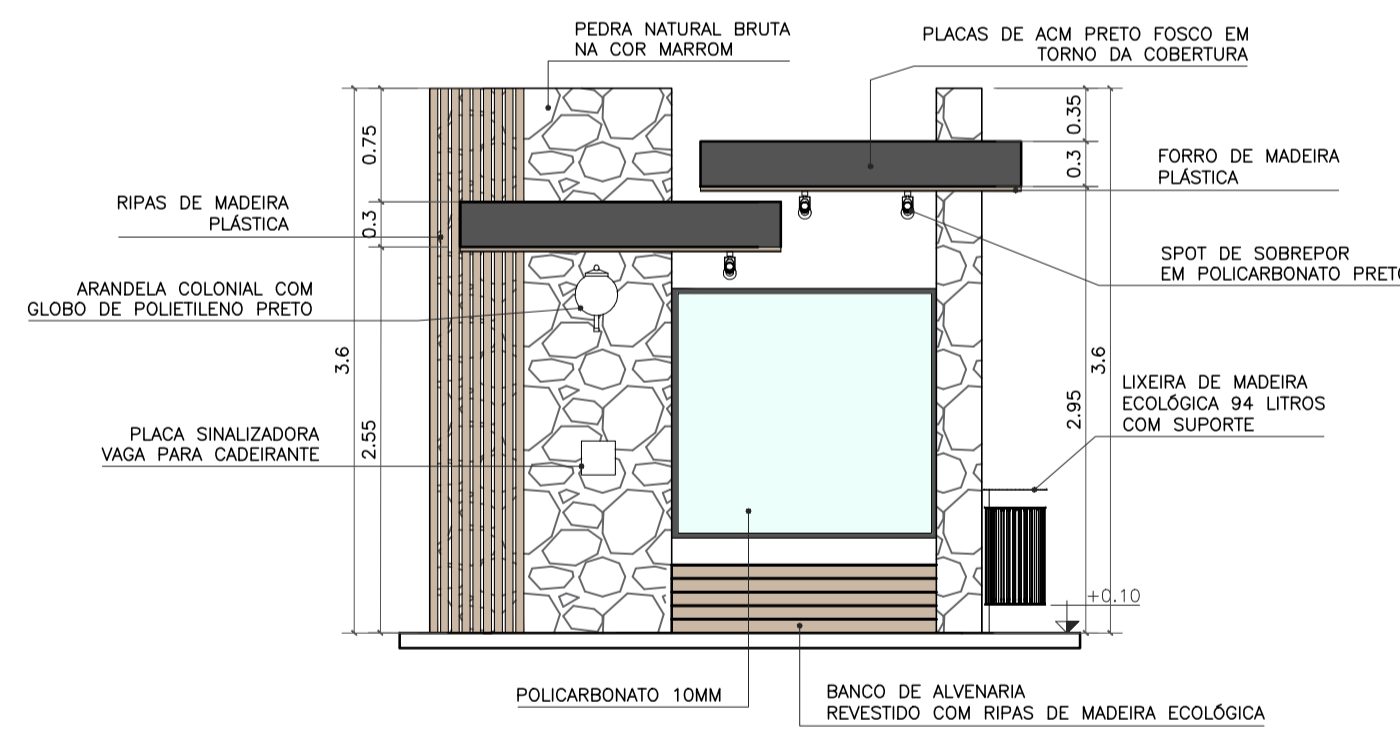 PEDRA NATURAL BRUTA
NA COR MARROM
PLACAS DE ACM PRETO FOSCO EM
TORNO DA COBERTURA
0.75
0.35
0.3
FORRO DE MADEIRA
PLÁSTICA
RIPAS DE MADEIRA
PLÁSTICA
0.3
SPOT DE SOBREPOR
EM POLICARBONATO PRETO
ARANDELA COLONIAL COM
GLOBO DE POLIETILENO PRETO
3.6
3.6
2.95
LIXEIRA DE MADEIRA
ECOLÓGICA 94 LITROS
COM SUPORTE
PLACA SINALIZADORA
VAGA PARA CADEIRANTE
2.55
+0.10
POLICARBONATO 10MM
BANCO DE ALVENARIA
REVESTIDO COM RIPAS DE MADEIRA ECOLÓGICA